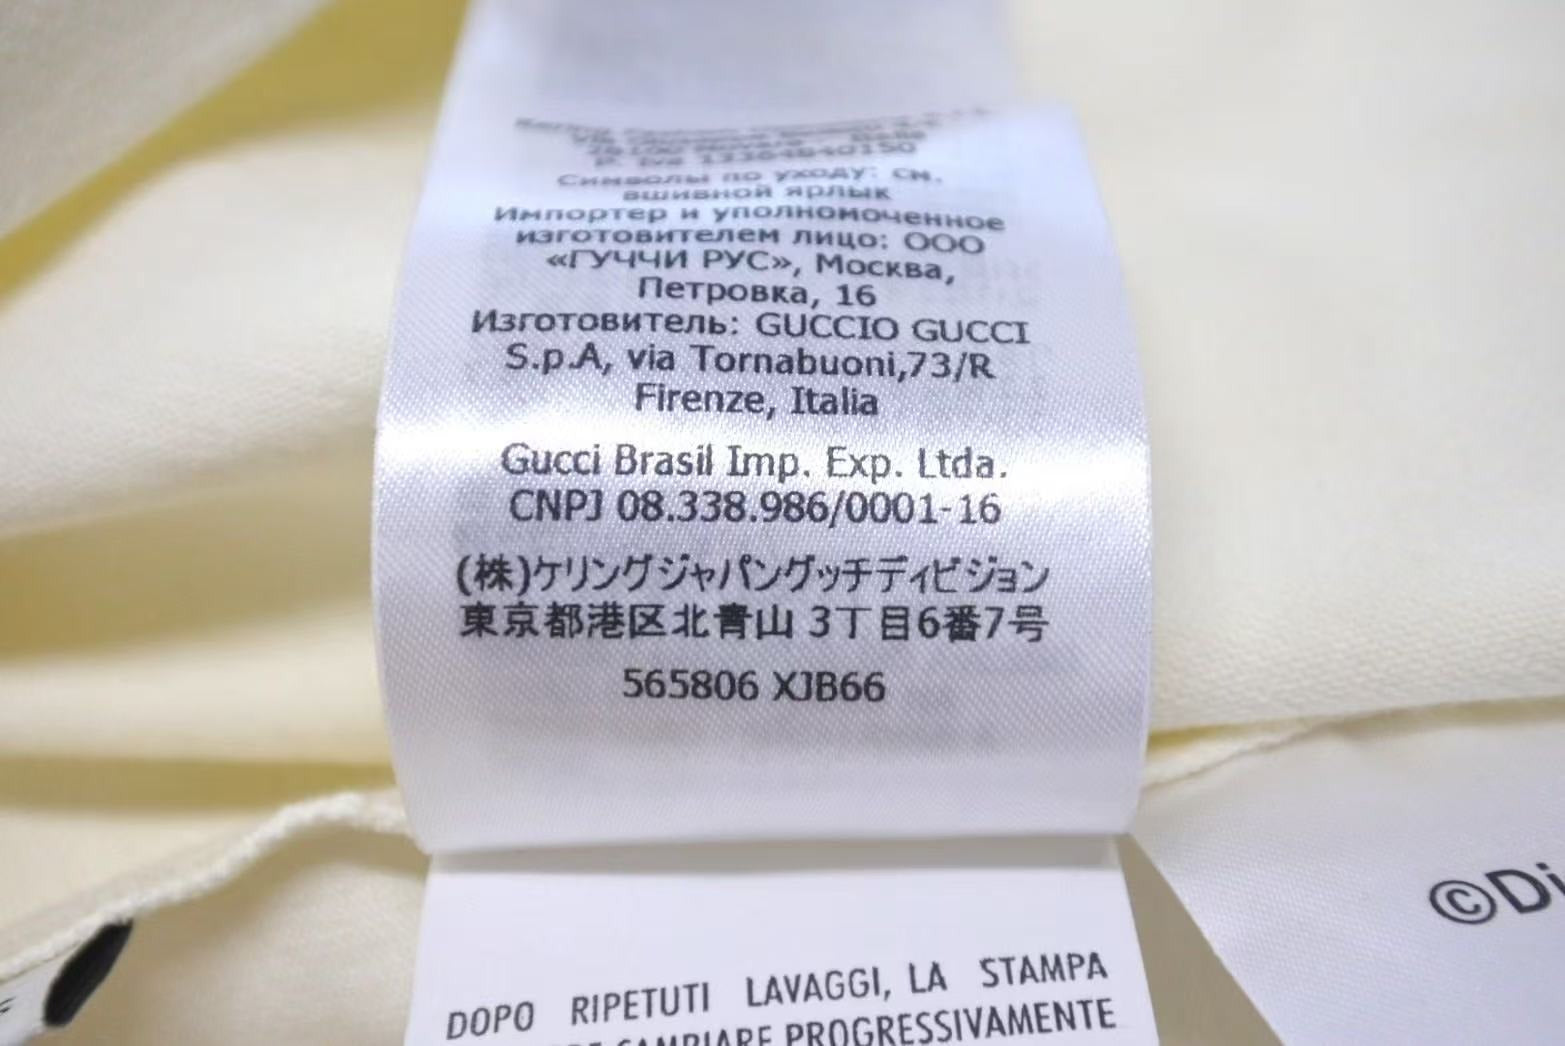 P. Iva 12364840150
Символы по уходу: См.
вшивной ярлык
Импортер и уполномоченное
изготовителем лицо: ООО
«ГУЧЧИ РУС», Москва,
Петровка, 16
Изготовитель: GUCCIO GUCCI
S.p.A, via Tornabuoni,73/R
Firenze, Italia
Gucci Brasil Imp. Exp. Ltda.
CNPJ 08.338.986/0001-16
(株)ケリングジャパングッチディビジョン
東京都港区北青山 3丁目6番7号
565806 XJB66
©Di
DOPO RIPETUTI LAVAGGI, LA STAMPA
CAMBIARE PROGRESSIVAMENTE